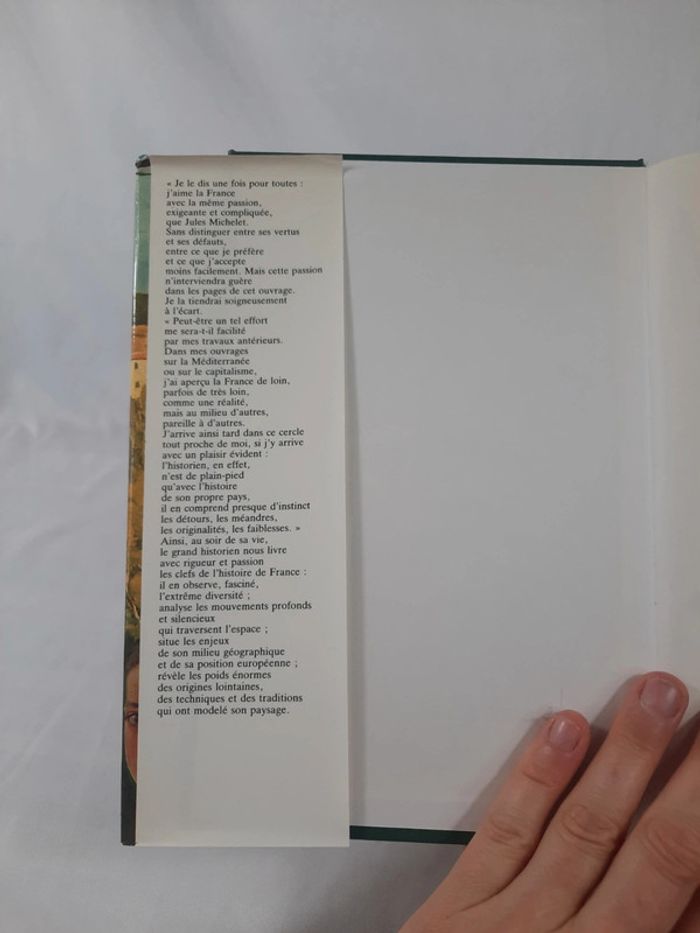 « Je le dis une fois pour toutes :
j'aime la France
avec la même passion,
exigeante et compliquée,
que Jules Michelet.
Sans distinguer entre ses vertus
et ses défauts,
entre ce que je préfère
et ce que j'accepte
moins facilement. Mais cette passion
n'interviendra guère
dans les pages de cet ouvrage.
Je la tiendrai soigneusement
à l'écart.
« Peut-être un tel effort
me sera-t-il facilité
par mes travaux antérieurs.
Dans mes ouvrages
sur la Méditerranée
ou sur le capitalisme,
j'ai aperçu la France de loin,
parfois de très loin,
comme une réalité,
mais au milieu d'autres,
pareille à d'autres.
J'arrive ainsi tard dans ce cercle
tout proche de moi, si j'y arrive
avec un plaisir évident :
l'historien, en effet,
n'est de plain-pied
qu'avec l'histoire
de son propre pays,
il en comprend presque d'instinct
les détours, les méandres,
les originalités, les faiblesses. »
Ainsi, au soir de sa vie,
le grand historien nous livre
avec rigueur et passion
les clefs de l'histoire de France :
il en observe, fasciné,
l'extrême diversité ;
analyse les mouvements profonds
et silencieux
qui traversent l'espace ;
situe les enjeux
de son milieu géographique
et de sa position européenne ;
révèle les poids énormes
des origines lointaines,
des techniques et des traditions
qui ont modelé son paysage.